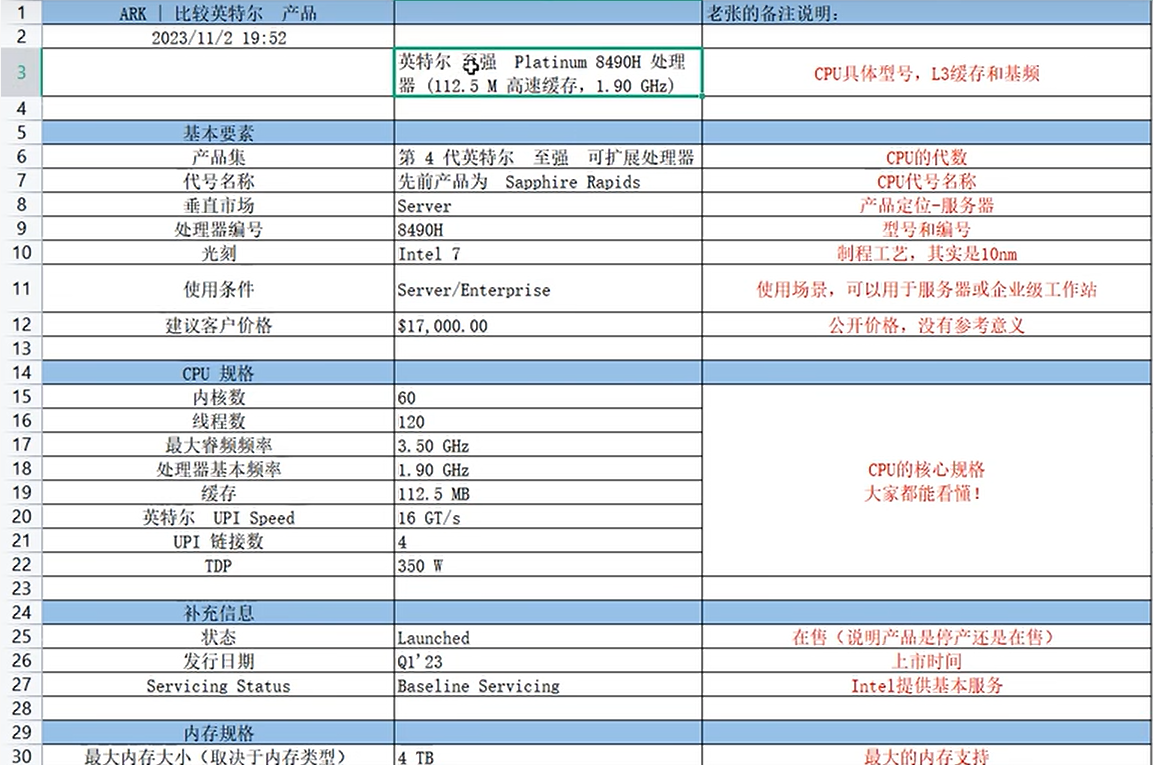 1 ARK | 比较英特尔 产品 老张的备注说明:
2 2023/11/2 19:52
3 英特尔 至强 Platinum 8490H 处理
器 (112.5 M 高速缓存, 1.90 GHz) CPU具体型号, L3缓存和基频
4
5 基本要素
6 产品集 第 4 代英特尔 至强 可扩展处理器 CPU的代数
7 代号名称 先前产品为 Sapphire Rapids CPU代号名称
8 垂直市场 Server 产品定位-服务器
9 处理器编号 8490H 型号和编号
10 光刻 Intel 7 制程工艺, 其实是10nm
11 使用条件 Server/Enterprise 使用场景, 可以用于服务器或企业级工作站
12 建议客户价格 $17,000.00 公开价格, 没有参考意义
13
14 CPU 规格
15 内核数 60
16 线程数 120
17 最大睿频频率 3.50 GHz
18 处理器基本频率 1.90 GHz CPU的核心规格
19 缓存 112.5 MB 大家都能看懂!
20 英特尔 UPI Speed 16 GT/s
21 UPI 链接数 4
22 TDP 350 W
23
24 补充信息
25 状态 Launched 在售 (说明产品是停产还是在售)
26 发行日期 Q1'23 上市时间
27 Servicing Status Baseline Servicing Intel提供基本服务
28
29 内存规格
30 最大内存大小 (取决于内存类型) 4 TB 最大的内存支持